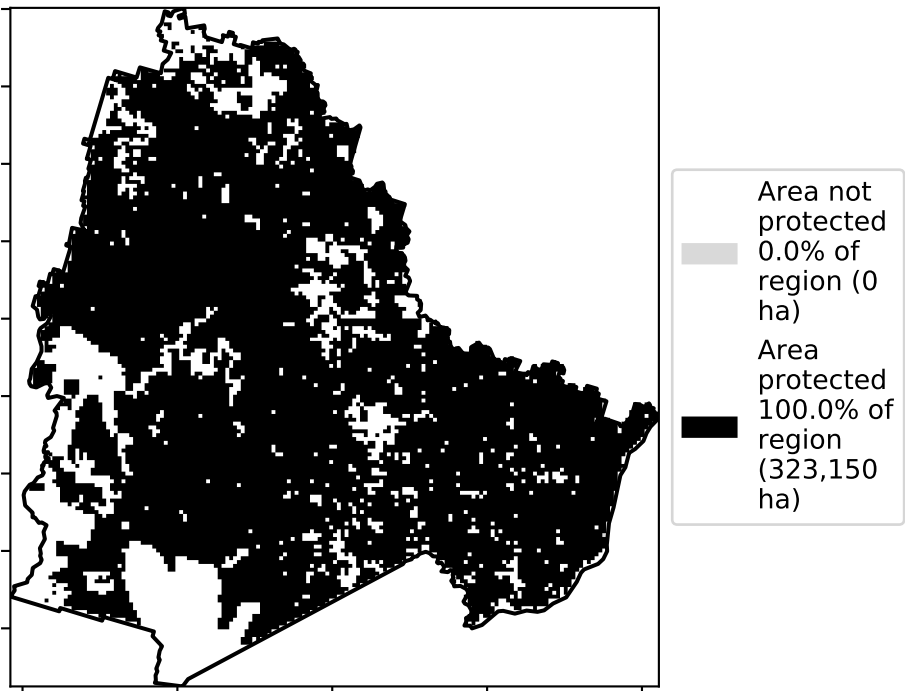 Area not
protected
0.0% of
region (0
ha)
Area
protected
100.0% of
region
(323,150
ha)